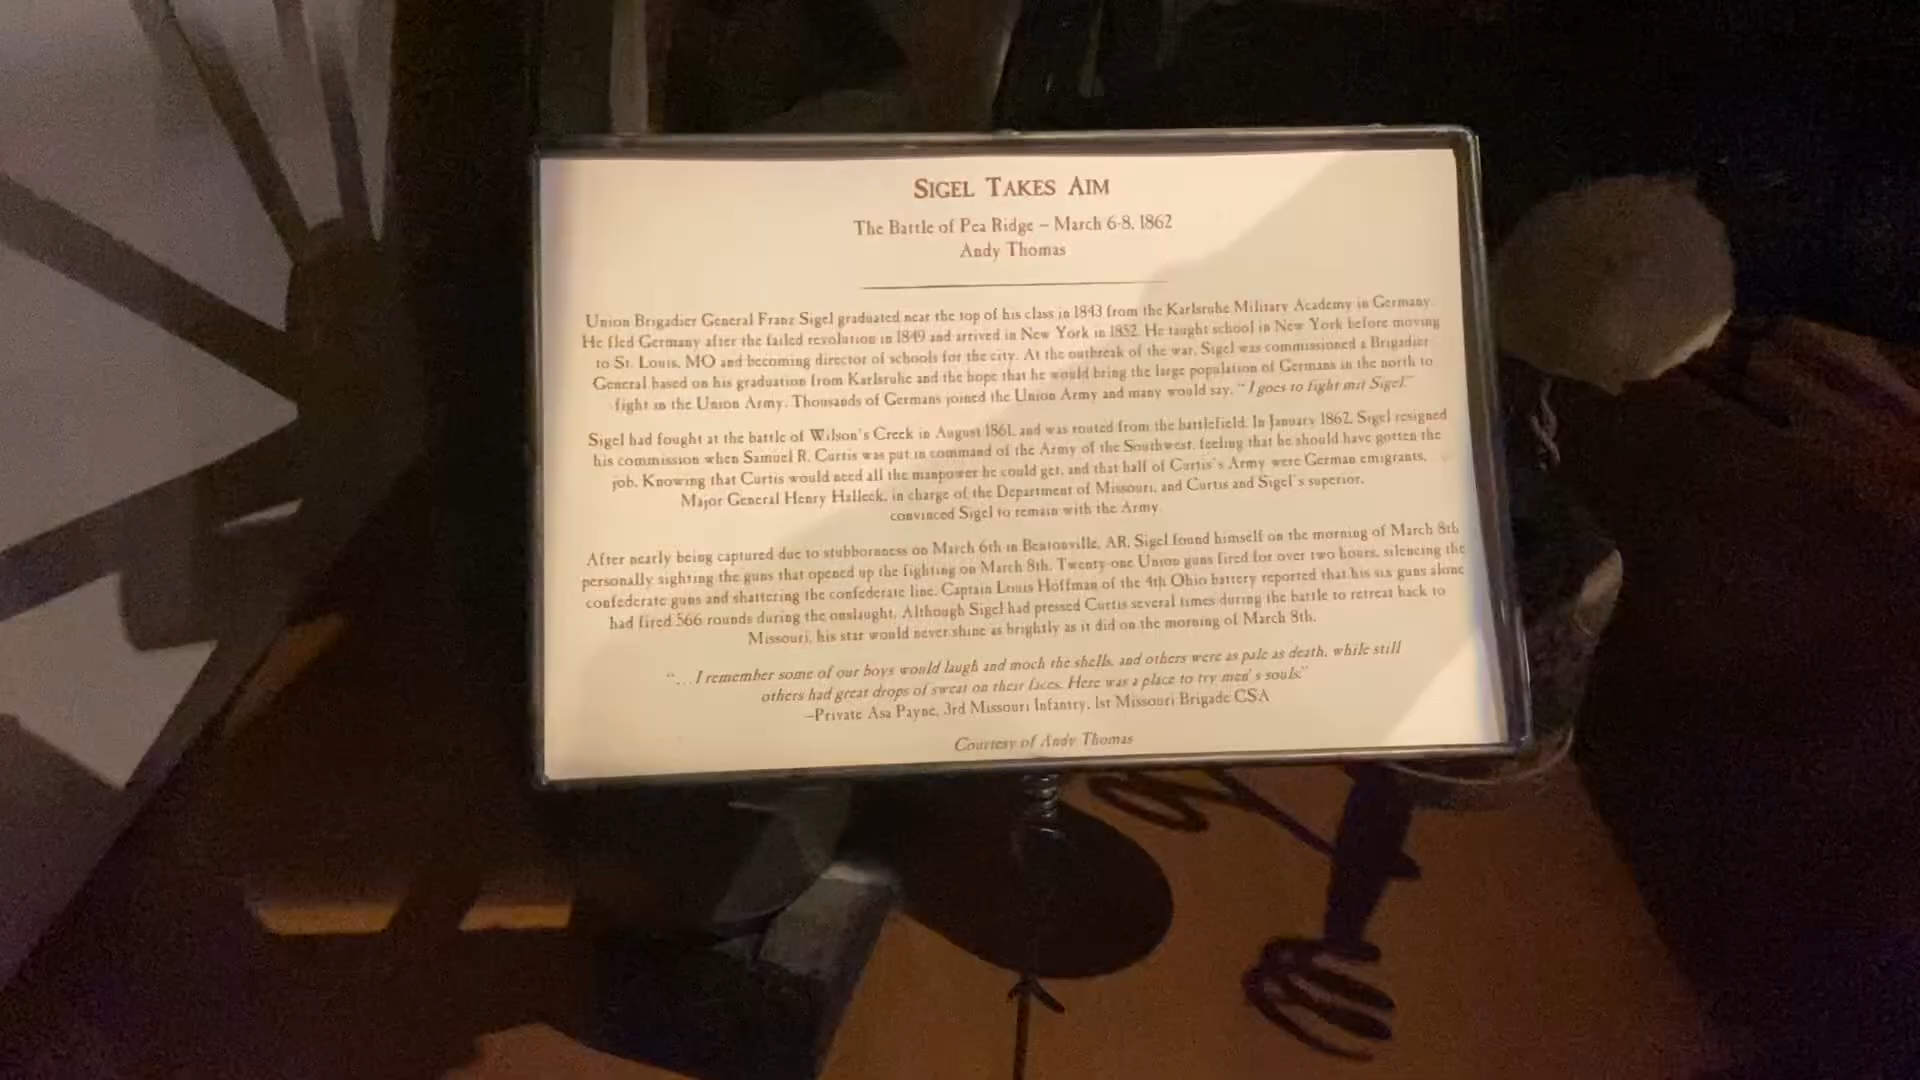 SIGEL TAKES AIM
The Battle of Pea Ridge – March 6-8, 1862
Andy Thomas
Union Brigadier General Franz Sigel graduated near the top of his class in 1843 from the Karlsruhe Military Academy in Germany.
He fled Germany after the failed revolution in 1849 and arrived in New York in 1852. He taught school in New York before moving
to St. Louis, MO and becoming director of schools for the city. At the outbreak of the war, Sigel was commissioned a Brigadier
General based on his graduation from Karlsruhe and the hope that he would bring the large population of Germans in the north to
fight in the Union Army. Thousands of Germans joined the Union Army and many would say, "I goes to fight mit Sigel."
Sigel had fought at the battle of Wilson's Creek in August 1861, and was routed from the battlefield. In January 1862, Sigel resigned
his commission when Samuel R. Curtis was put in command of the Army of the Southwest, feeling that he should have gotten the
job. Knowing that Curtis would need all the manpower he could get, and that half of Curtis's Army were German emigrants,
Major General Henry Halleck, in charge of the Department of Missouri, and Curtis and Sigel's superior,
convinced Sigel to remain with the Army.
After nearly being captured due to stubbornness on March 6th in Bentonville, AR, Sigel found himself on the morning of March 8th
personally sighting the guns that opened up the fighting on March 8th. Twenty-one Union guns fired for over two hours, silencing the
confederate guns and shattering the confederate line. Captain Louis Hoffman of the 4th Ohio battery reported that his six guns alone
had fired 566 rounds during the onslaught. Although Sigel had pressed Curtis several times during the battle to retreat back to
Missouri, his star would never shine as brightly as it did on the morning of March 8th.
"…I remember some of our boys would laugh and moch the shells, and others were as pale as death, while still
others had great drops of sweat on their faces. Here was a place to try men's souls."
–Private Asa Payne, 3rd Missouri Infantry, 1st Missouri Brigade CSA
Courtesy of Andy Thomas